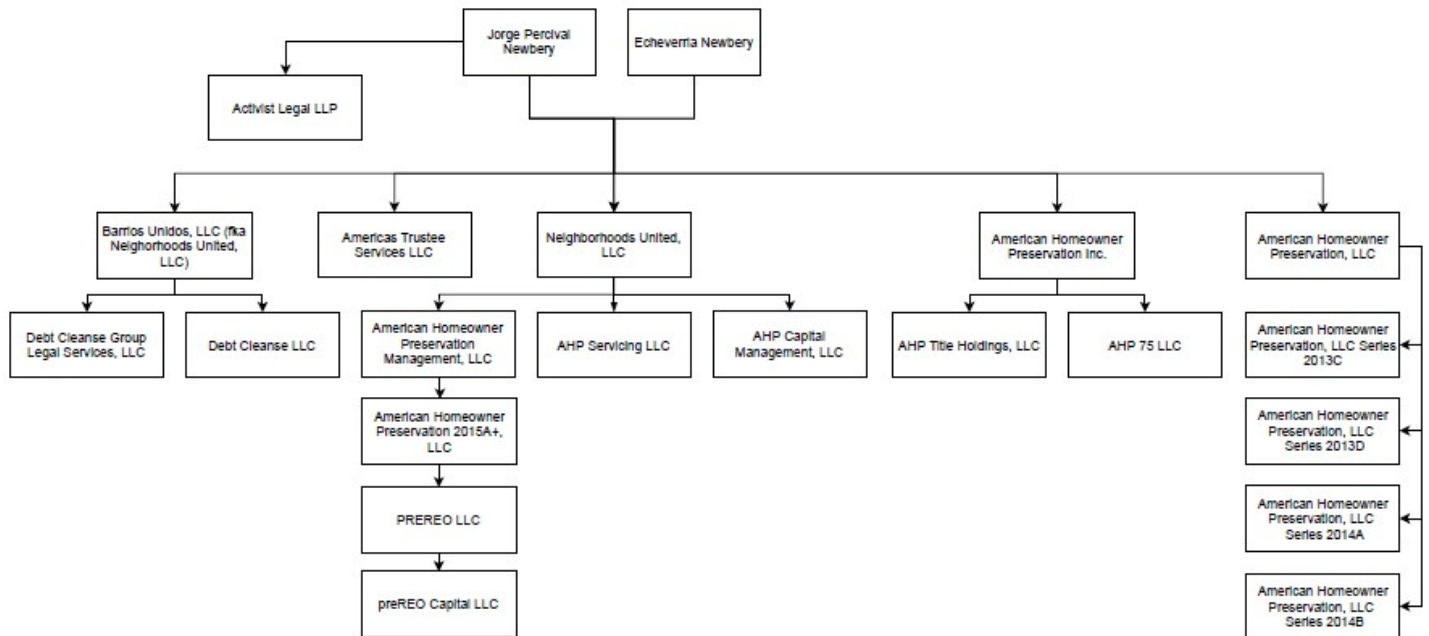 Jorge Percival
Newbery
Echeverria Newbery
Activist Legal LLP
Barrios Unidos, LLC (fka
Neighorhoods United,
LLC)
Americas Trustee
Services LLC
Neighborhoods United,
LLC
American Homeowner
Preservation Inc.
American Homeowner
Preservation, LLC
Debt Cleanse Group
Legal Services, LLC
Debt Cleanse LLC
American Homeowner
Preservation
Management, LLC
AHP Servicing LLC
AHP Capital
Management, LLC
AHP Title Holdings, LLC
AHP 75 LLC
American Homeowner
Preservation, LLC Series
2013C
American Homeowner
Preservation 2015A+,
LLC
American Homeowner
Preservation, LLC
Series 2013D
PREREO LLC
American Homeowner
Preservation, LLC
Series 2014A
preREO Capital LLC
American Homeowner
Preservation, LLC
Series 2014B